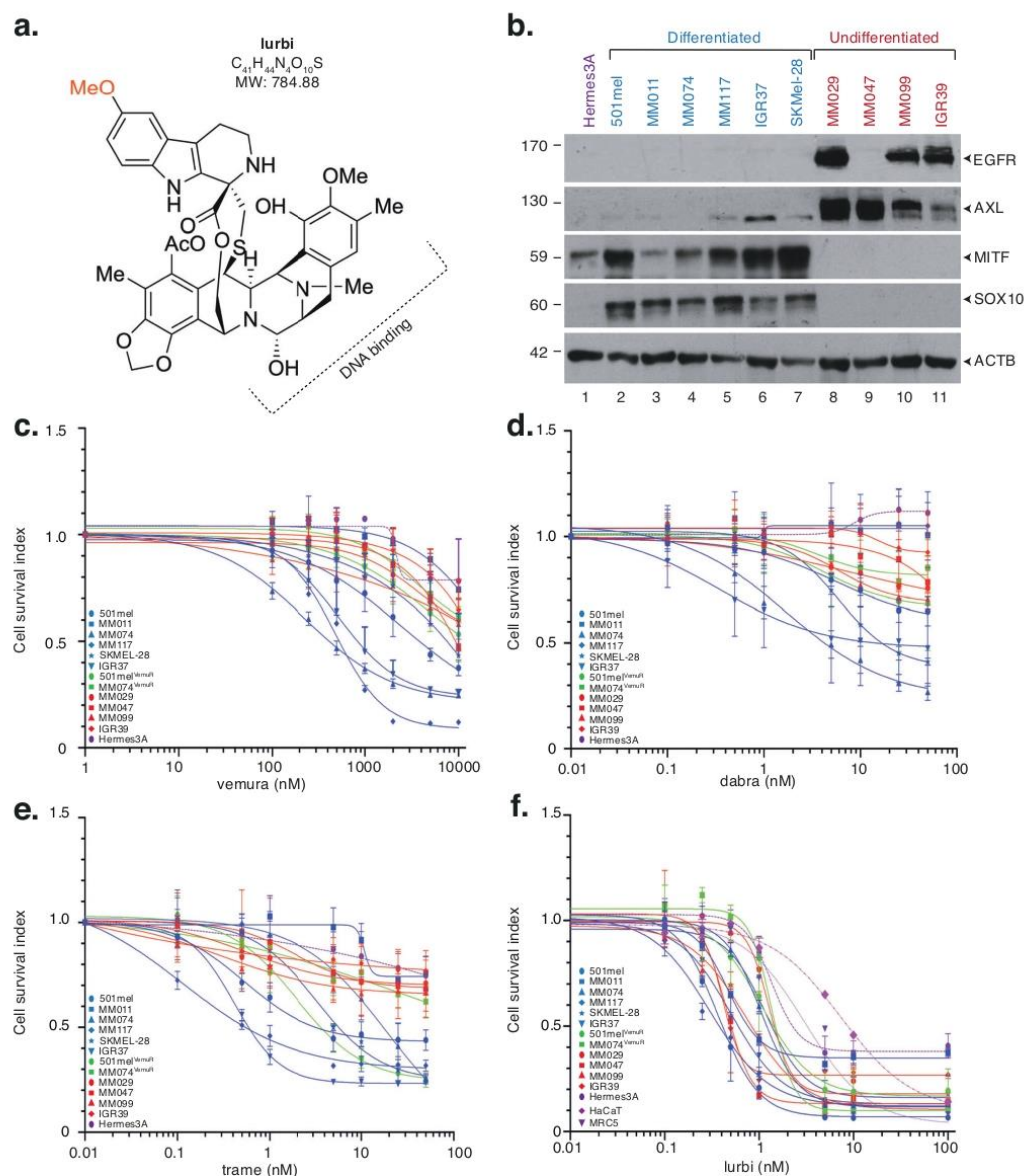 a.
lurbi
C₄₁H₄₄N₄O₁₀S
MW: 784.88
MeO
NH
NH
OMe
O
OH
Me
O
AcO
S
H
Me
N
Me
N
O
O
OH
DNA binding
b.
Differentiated
Undifferentiated
Hermes3A
501mel
MM011
MM074
MM117
IGR37
SKMel-28
MM029
MM047
MM099
IGR39
170
EGFR
130
AXL
59
MITF
60
SOX10
42
ACTB
1 2 3 4 5 6 7 8 9 10 11
c.
1.5
1.0
0.5
0
Cell survival index
501mel
MM011
MM074
MM117
SKMEL-28
IGR37
501melVemuR
MM074VemuR
MM029
MM047
MM099
IGR39
Hermes3A
1 10 100 1000 10000
vemura (nM)
d.
1.5
1.0
0.5
0
Cell survival index
501mel
MM011
MM074
MM117
SKMEL-28
IGR37
501melVemuR
MM074VemuR
MM029
MM047
MM099
IGR39
Hermes3A
0.01 0.1 1 10 100
dabra (nM)
e.
1.5
1.0
0.5
0
Cell survival index
501mel
MM011
MM074
MM117
SKMEL-28
IGR37
501melVemuR
MM074VemuR
MM029
MM047
MM099
IGR39
Hermes3A
0.01 0.1 1 10 100
trame (nM)
f.
1.5
1.0
0.5
0
Cell survival index
501mel
MM011
MM074
MM117
SKMEL-28
IGR37
501melVemuR
MM074VemuR
MM029
MM047
MM099
IGR39
Hermes3A
HaCaT
MRC5
0.01 0.1 1 10 100
lurbi (nM)